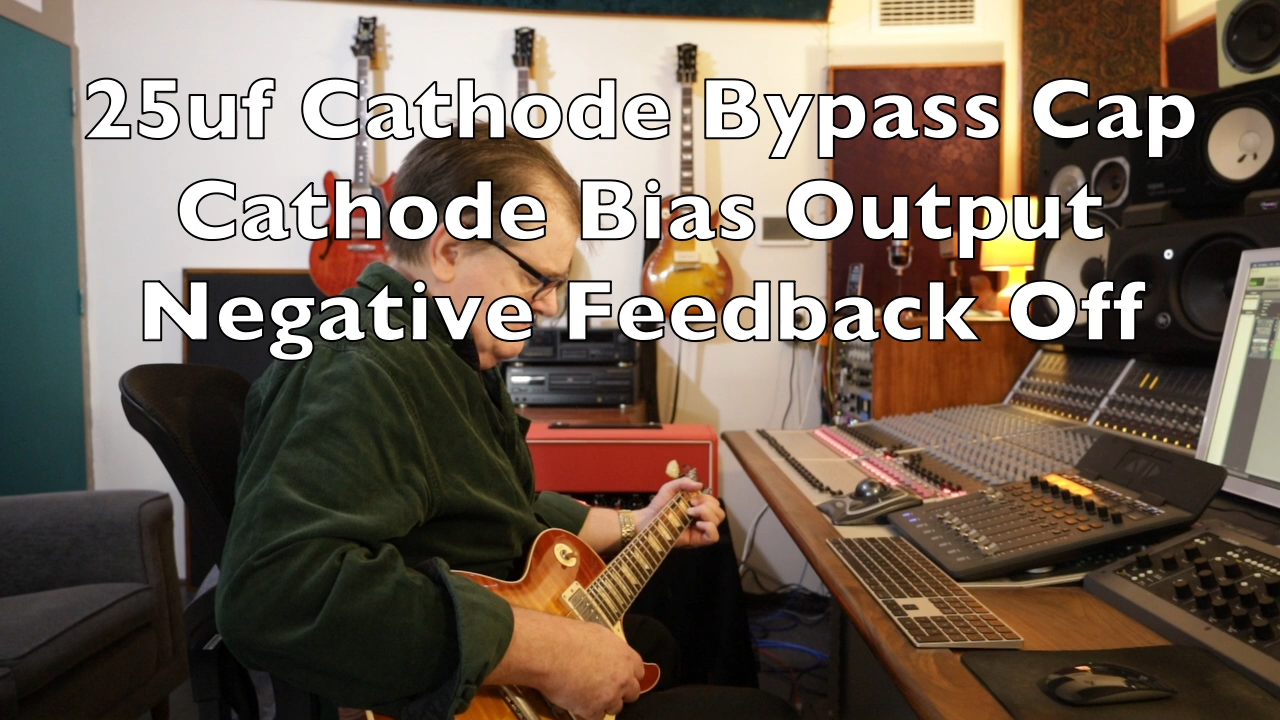 25uf Cathode Bypass Cap
Cathode Bias Output
Negative Feedback Off